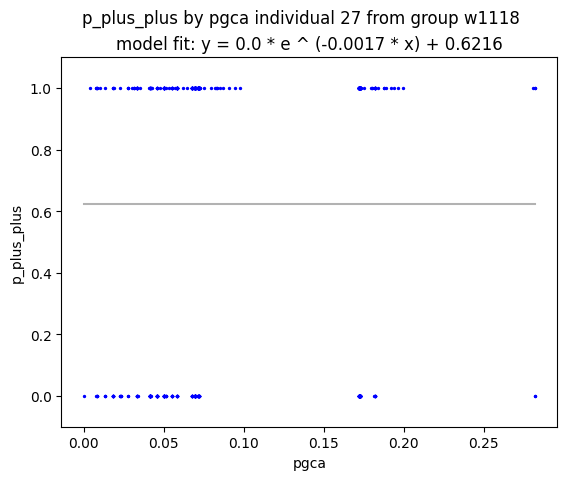 p_plus_plus by pgca individual 27 from group w1118
model fit: y = 0.0 * e ^ (-0.0017 * x) + 0.6216
1.0
0.8
0.6
0.4
0.2
0.0
p_plus_plus
0.00 0.05 0.10 0.15 0.20 0.25
pgca